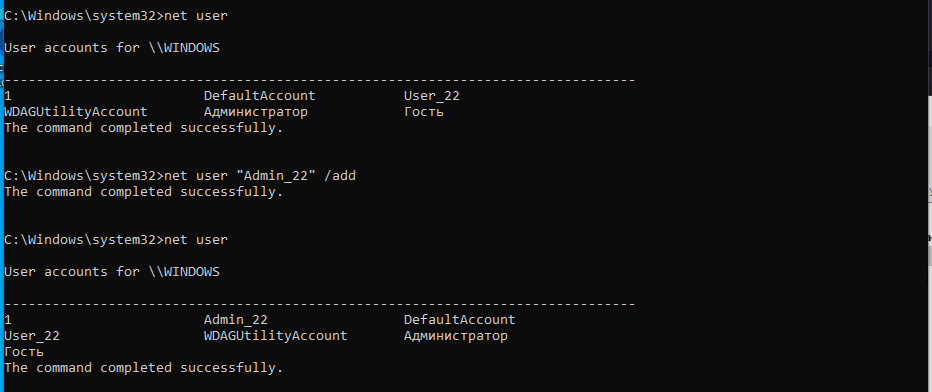 C:\Windows\system32>net user
User accounts for \\WINDOWS
-------------------------------------------------------------------------------
1                        DefaultAccount           User_22
WDAGUtilityAccount       Администратор            Гость
The command completed successfully.
C:\Windows\system32>net user "Admin_22" /add
The command completed successfully.
C:\Windows\system32>net user
User accounts for \\WINDOWS
-------------------------------------------------------------------------------
1                        Admin_22                 DefaultAccount
User_22                  WDAGUtilityAccount       Администратор
Гость
The command completed successfully.